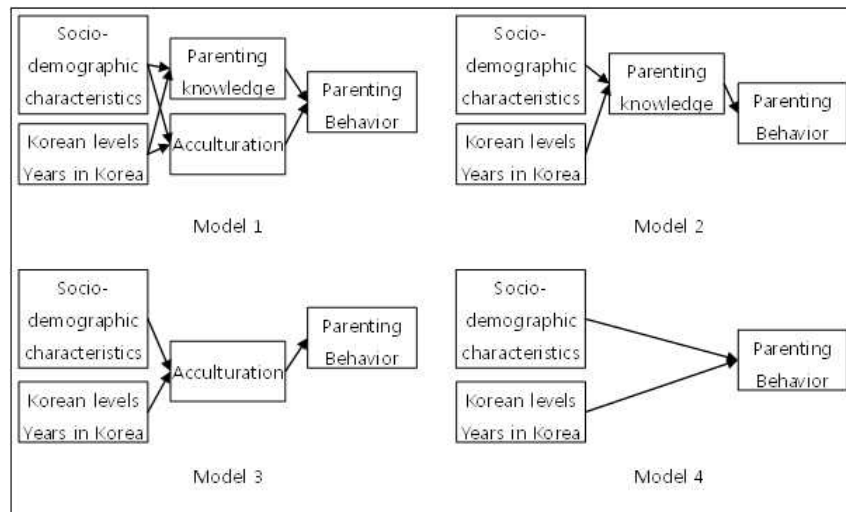 Socio-
demographic
characteristics
Korean levels
Years in Korea
Parenting
knowledge
Acculturation
Parenting
Behavior
Model 1
Socio-
demographic
characteristics
Korean levels
Years in Korea
Parenting
knowledge
Parenting
Behavior
Model 2
Socio-
demographic
characteristics
Korean levels
Years in Korea
Acculturation
Parenting
Behavior
Model 3
Socio-
demographic
characteristics
Korean levels
Years in Korea
Parenting
Behavior
Model 4